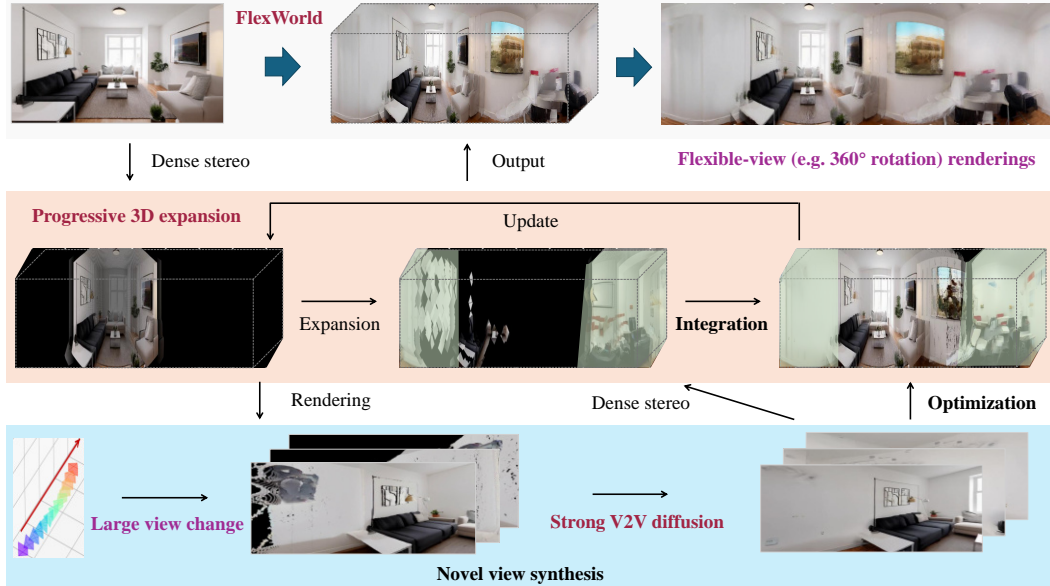 FlexWorld
Dense stereo
Output
Flexible-view (e.g. 360° rotation) renderings
Progressive 3D expansion
Update
Expansion
Integration
Rendering
Dense stereo
Optimization
Large view change
Strong V2V diffusion
Novel view synthesis